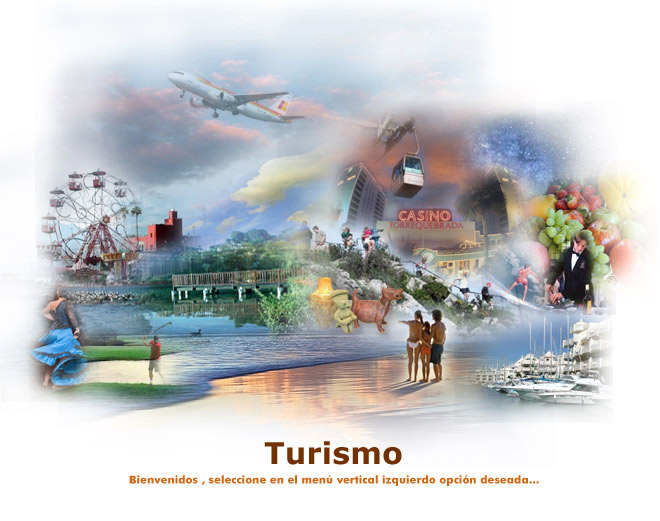 CASINO
TORREQUEBRADA
Turismo
Bienvenidos , seleccione en el menú vertical izquierdo opción deseada...